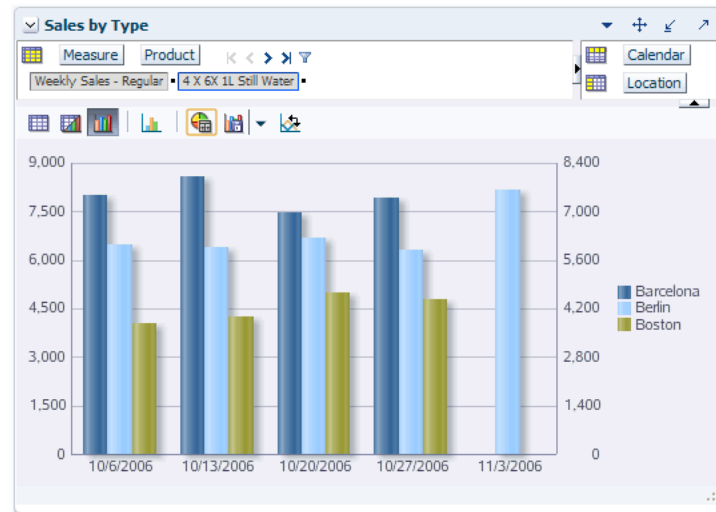 Sales by Type
Measure Product
Weekly Sales - Regular 4 X 6X 1L Still Water
Calendar
Location
9,000 8,400
7,500 7,000
6,000 5,600
4,500 4,200
3,000 2,800
1,500 1,400
0 0
10/6/2006 10/13/2006 10/20/2006 10/27/2006 11/3/2006
Barcelona
Berlin
Boston